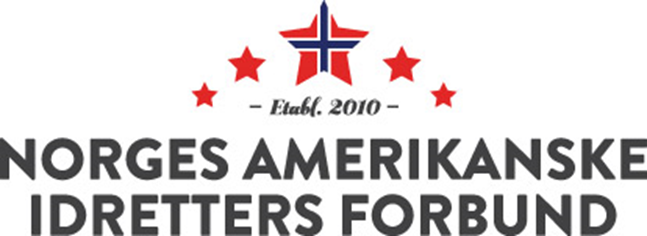 – Etabl. 2010 –
NORGES AMERIKANSKE
IDRETTERS FORBUND